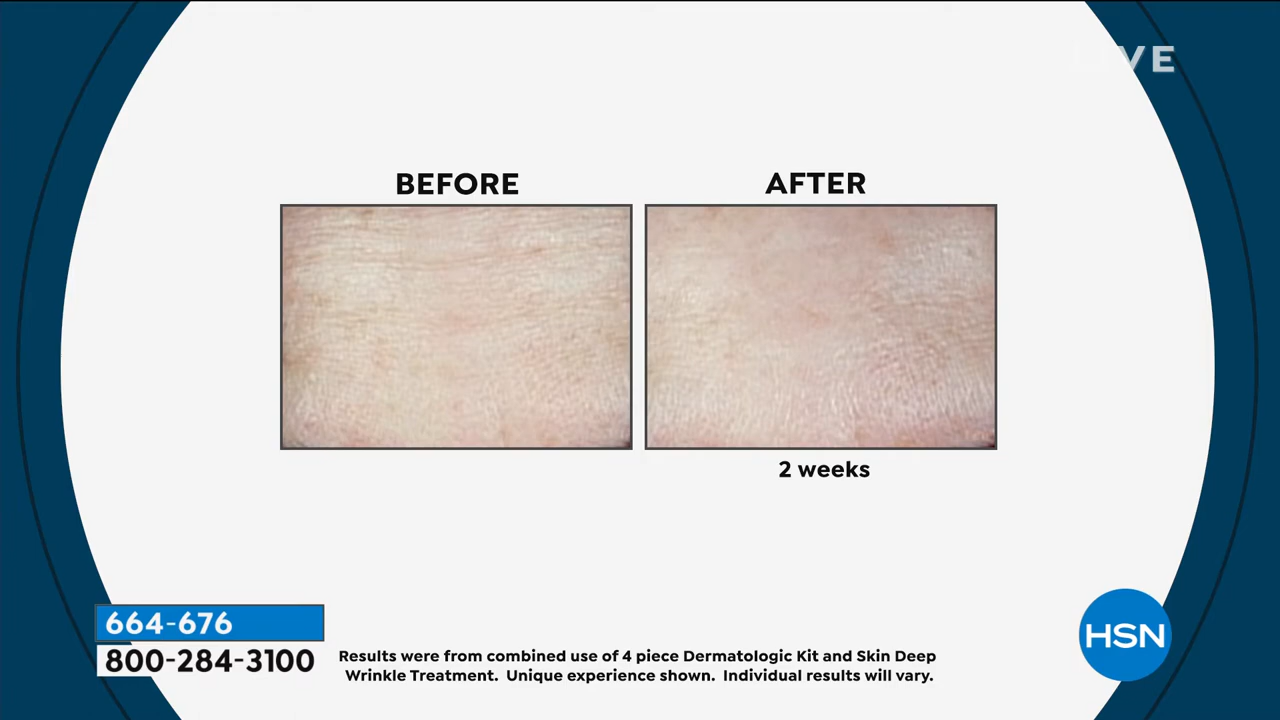 LIVE
BEFORE
AFTER
2 weeks
664-676
800-284-3100
Results were from combined use of 4 piece Dermatologic Kit and Skin Deep
Wrinkle Treatment. Unique experience shown. Individual results will vary.
HSN